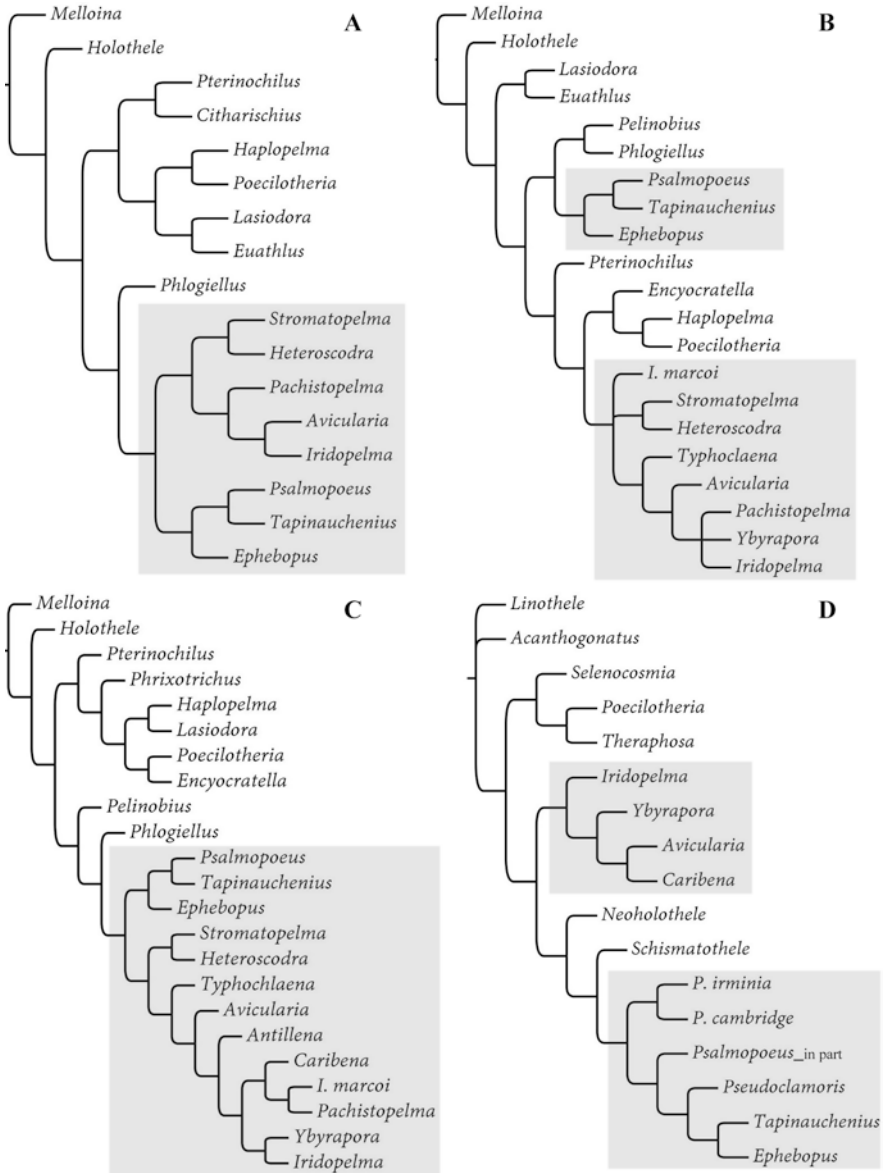 A
Melloina
Holothele
Pterinochilus
Citharischius
Haplopelma
Poecilotheria
Lasiodora
Euathlus
Phlogiellus
Stromatopelma
Heteroscodra
Pachistopelma
Avicularia
Iridopelma
Psalmopoeus
Tapinauchenius
Ephebopus
B
Melloina
Holothele
Lasiodora
Euathlus
Pelinobius
Phlogiellus
Psalmopoeus
Tapinauchenius
Ephebopus
Pterinochilus
Encyocratella
Haplopelma
Poecilotheria
I. marcoi
Stromatopelma
Heteroscodra
Typhoclaena
Avicularia
Pachistopelma
Ybyrapora
Iridopelma
C
Melloina
Holothele
Pterinochilus
Phrixotrichus
Haplopelma
Lasiodora
Poecilotheria
Encyocratella
Pelinobius
Phlogiellus
Psalmopoeus
Tapinauchenius
Ephebopus
Stromatopelma
Heteroscodra
Typhochlaena
Avicularia
Antillena
Caribena
I. marcoi
Pachistopelma
Ybyrapora
Iridopelma
D
Linothele
Acanthogonatus
Selenocosmia
Poecilotheria
Theraphosa
Iridopelma
Ybyrapora
Avicularia
Caribena
Neoholothele
Schismatothele
P. irminia
P. cambridge
Psalmopoeus_in part
Pseudoclamoris
Tapinauchenius
Ephebopus